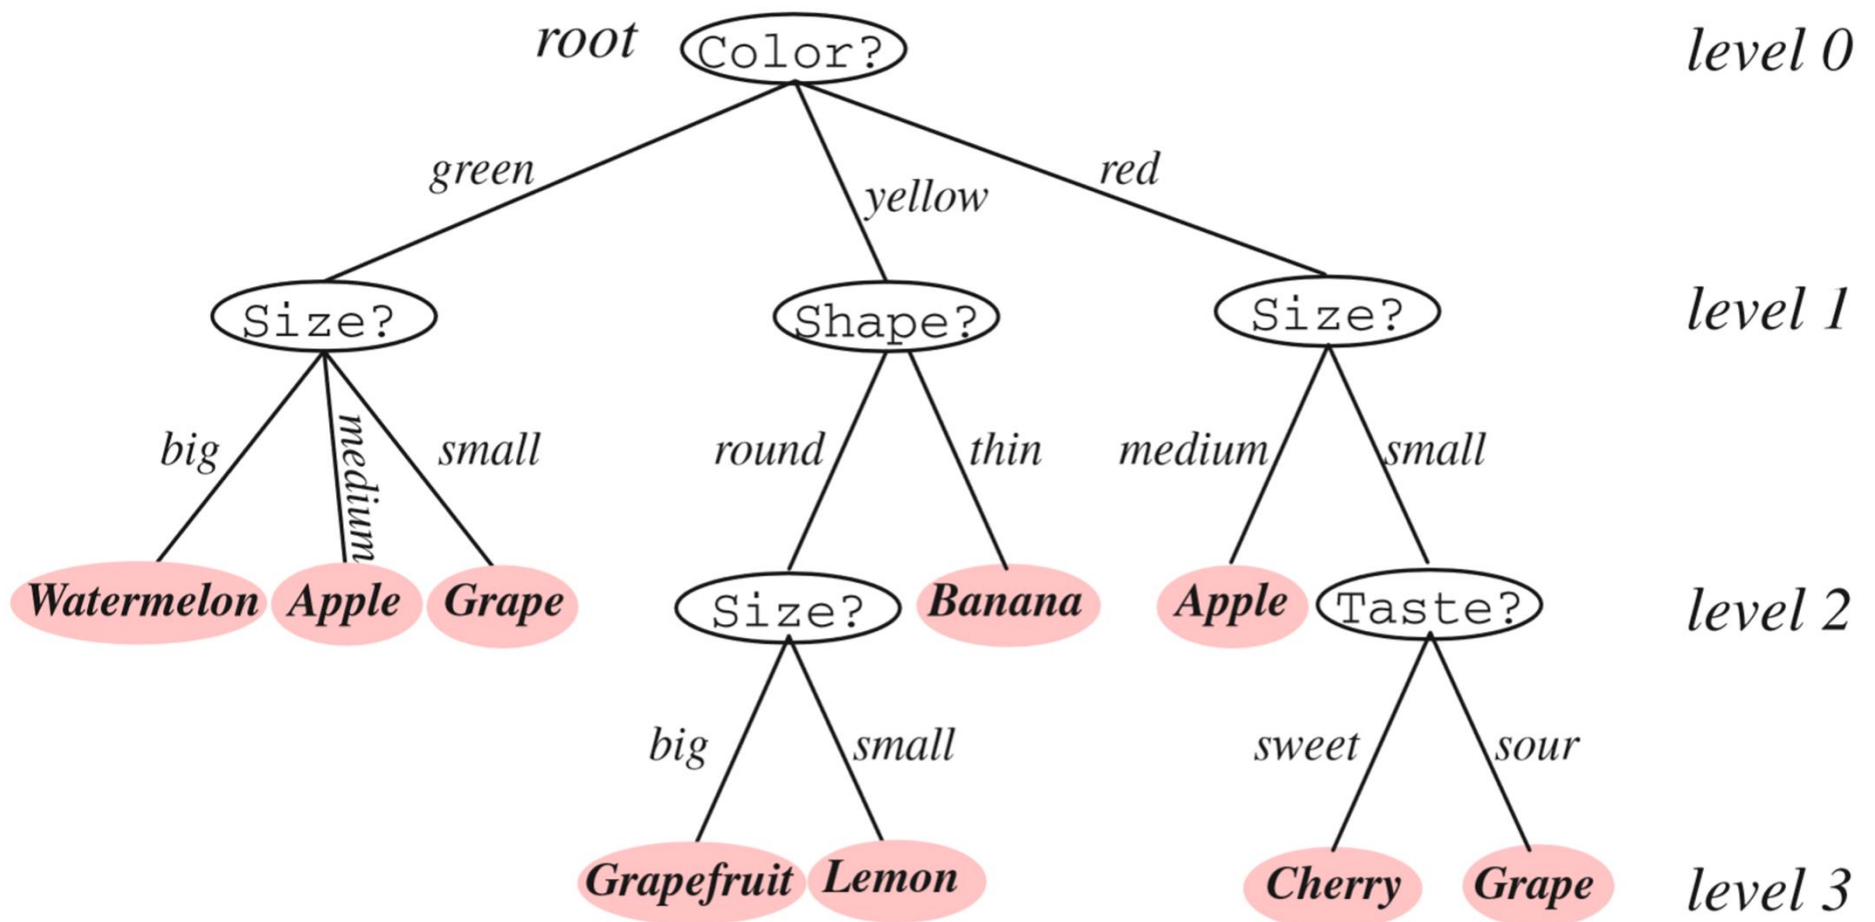 root Color? level 0
green yellow red
Size? Shape? Size? level 1
big medium small round thin medium small
Watermelon Apple Grape Size? Banana Apple Taste? level 2
big small sweet sour
Grapefruit Lemon Cherry Grape level 3